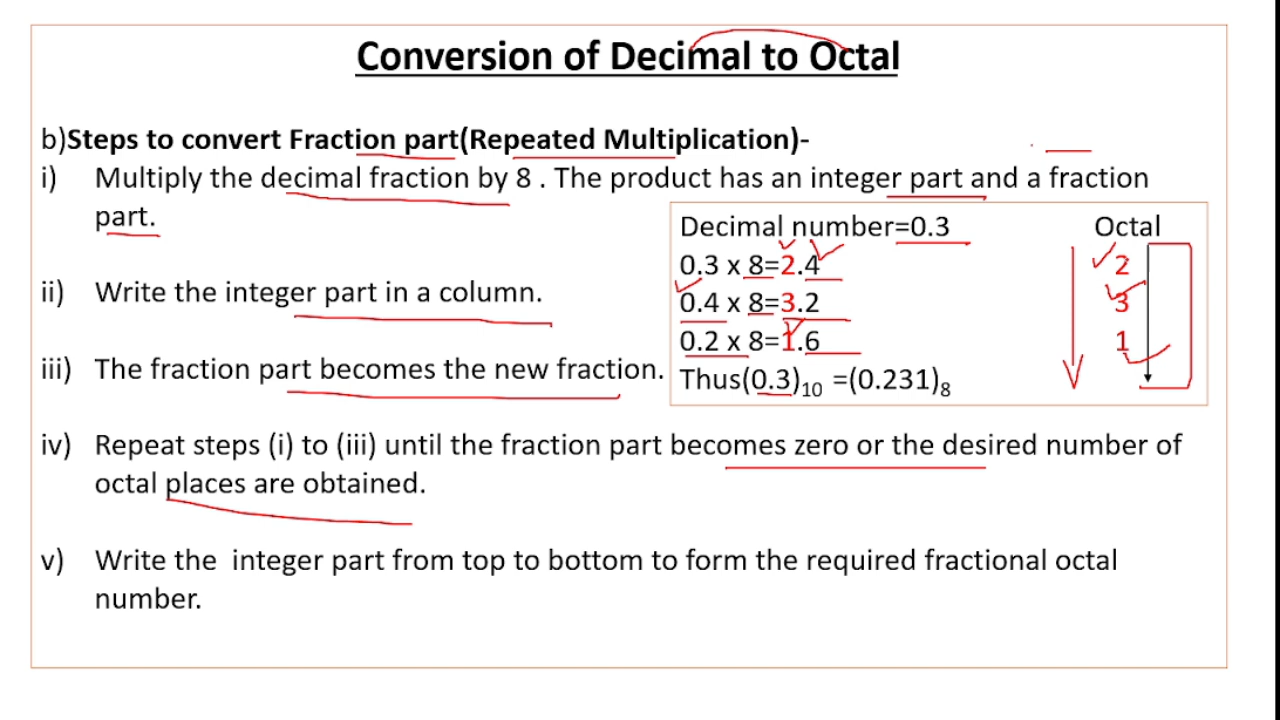 Conversion of Decimal to Octal
b)Steps to convert Fraction part(Repeated Multiplication)-
i) Multiply the decimal fraction by 8 . The product has an integer part and a fraction
part.
Decimal number=0.3 Octal
0.3 x 8=2.4 2
0.4 x 8=3.2 3
0.2 x 8=1.6 1
Thus(0.3)₁₀ =(0.231)₈
ii) Write the integer part in a column.
iii) The fraction part becomes the new fraction.
iv) Repeat steps (i) to (iii) until the fraction part becomes zero or the desired number of
octal places are obtained.
v) Write the integer part from top to bottom to form the required fractional octal
number.